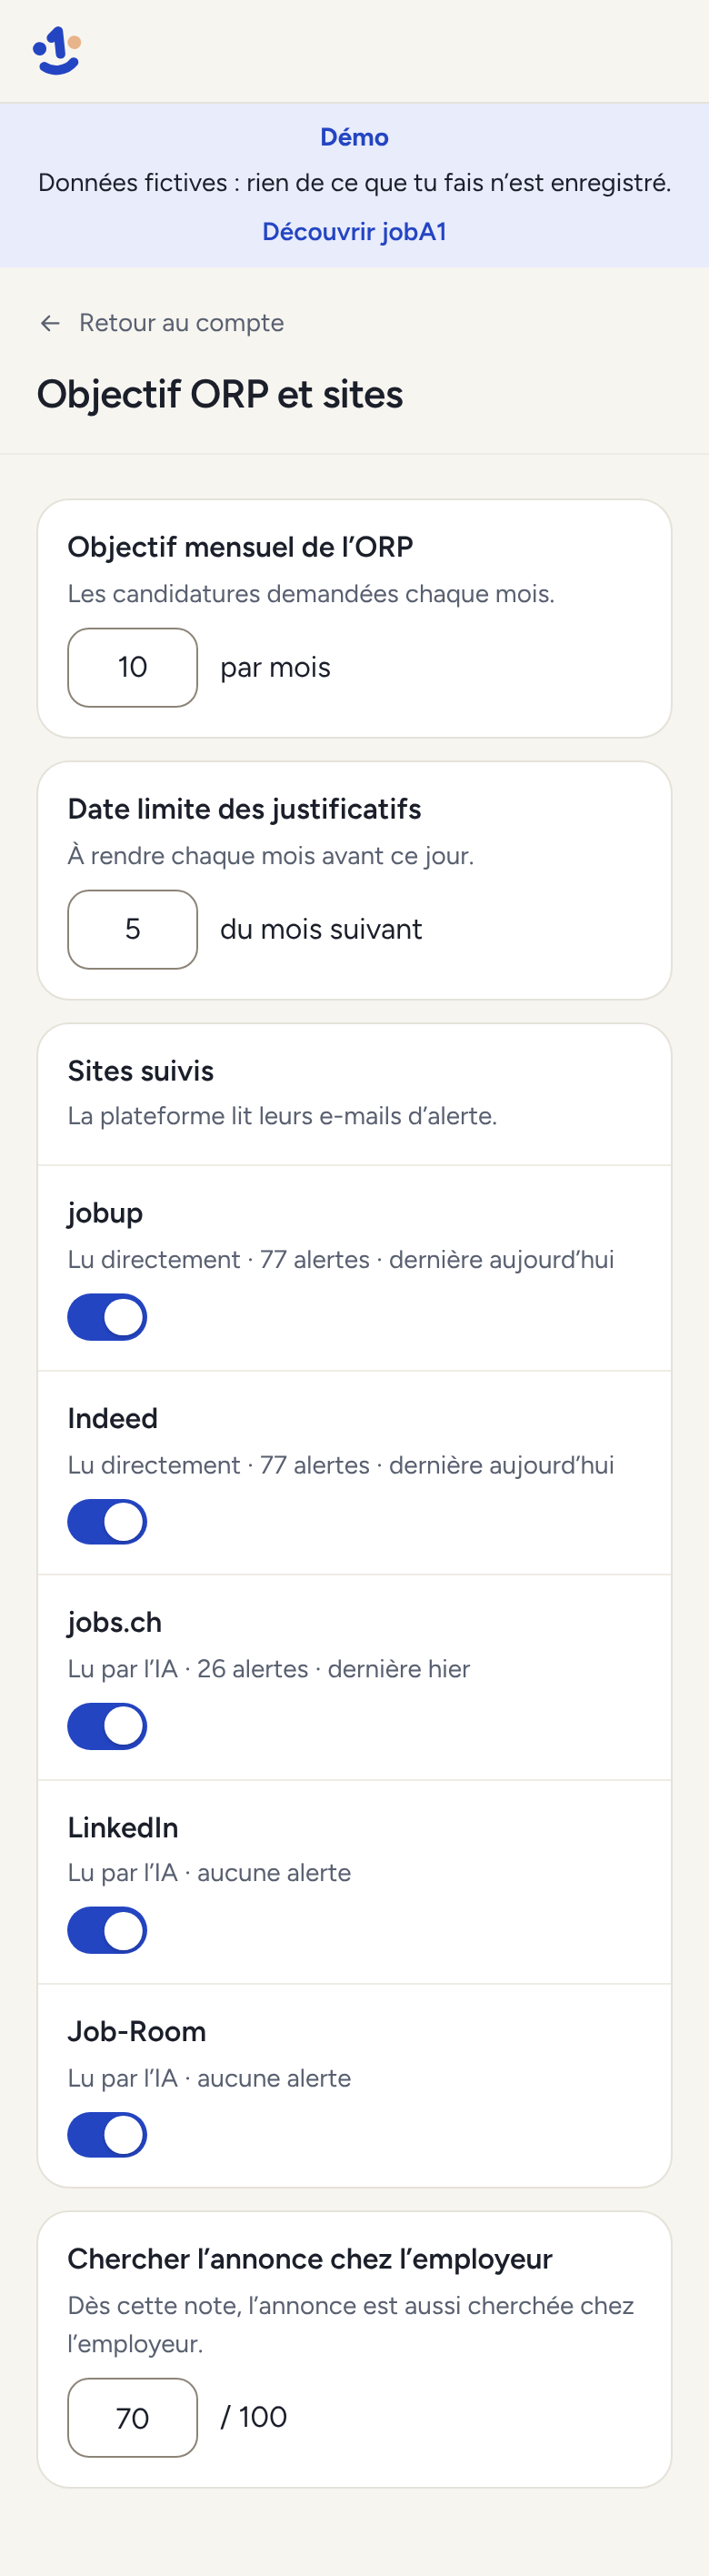 Démo
Données fictives : rien de ce que tu fais n’est enregistré.
Découvrir jobA1
← Retour au compte
Objectif ORP et sites
Objectif mensuel de l’ORP
Les candidatures demandées chaque mois.
10 par mois
Date limite des justificatifs
À rendre chaque mois avant ce jour.
5 du mois suivant
Sites suivis
La plateforme lit leurs e-mails d’alerte.
jobup
Lu directement · 77 alertes · dernière aujourd’hui
Indeed
Lu directement · 77 alertes · dernière aujourd’hui
jobs.ch
Lu par l’IA · 26 alertes · dernière hier
LinkedIn
Lu par l’IA · aucune alerte
Job-Room
Lu par l’IA · aucune alerte
Chercher l’annonce chez l’employeur
Dès cette note, l’annonce est aussi cherchée chez
l’employeur.
70 / 100